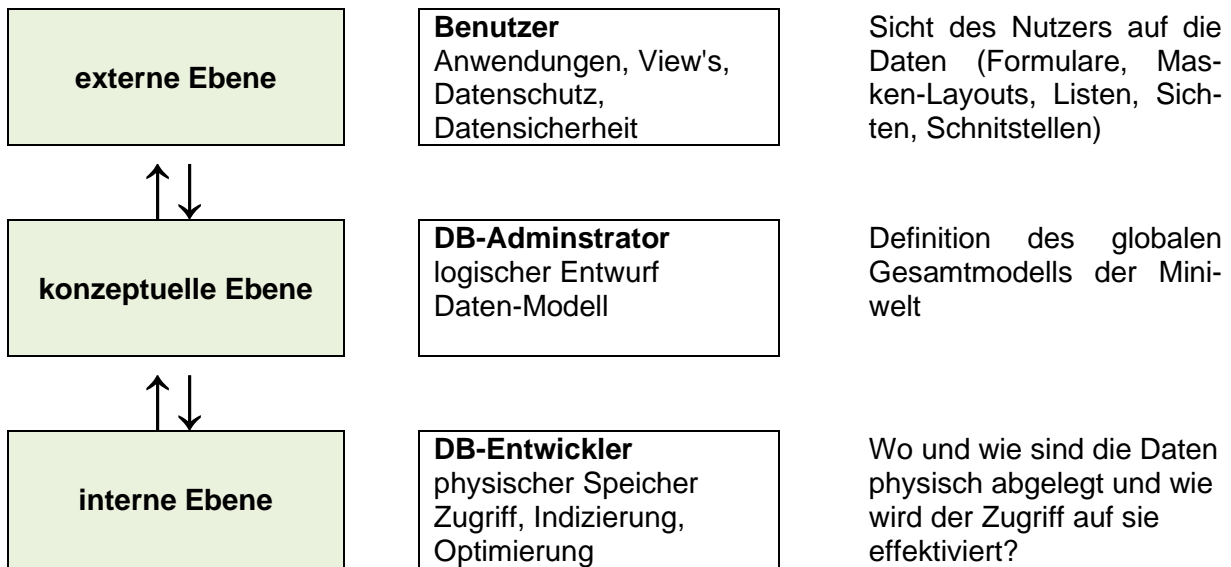 externe Ebene
Benutzer
Anwendungen, View's,
Datenschutz,
Datensicherheit
Sicht des Nutzers auf die
Daten (Formulare, Mas-
ken-Layouts, Listen, Sich-
ten, Schnitstellen)
konzeptuelle Ebene
DB-Adminstrator
logischer Entwurf
Daten-Modell
Definition des globalen
Gesamtmodells der Mini-
welt
interne Ebene
DB-Entwickler
physischer Speicher
Zugriff, Indizierung,
Optimierung
Wo und wie sind die Daten
physisch abgelegt und wie
wird der Zugriff auf sie
effektiviert?